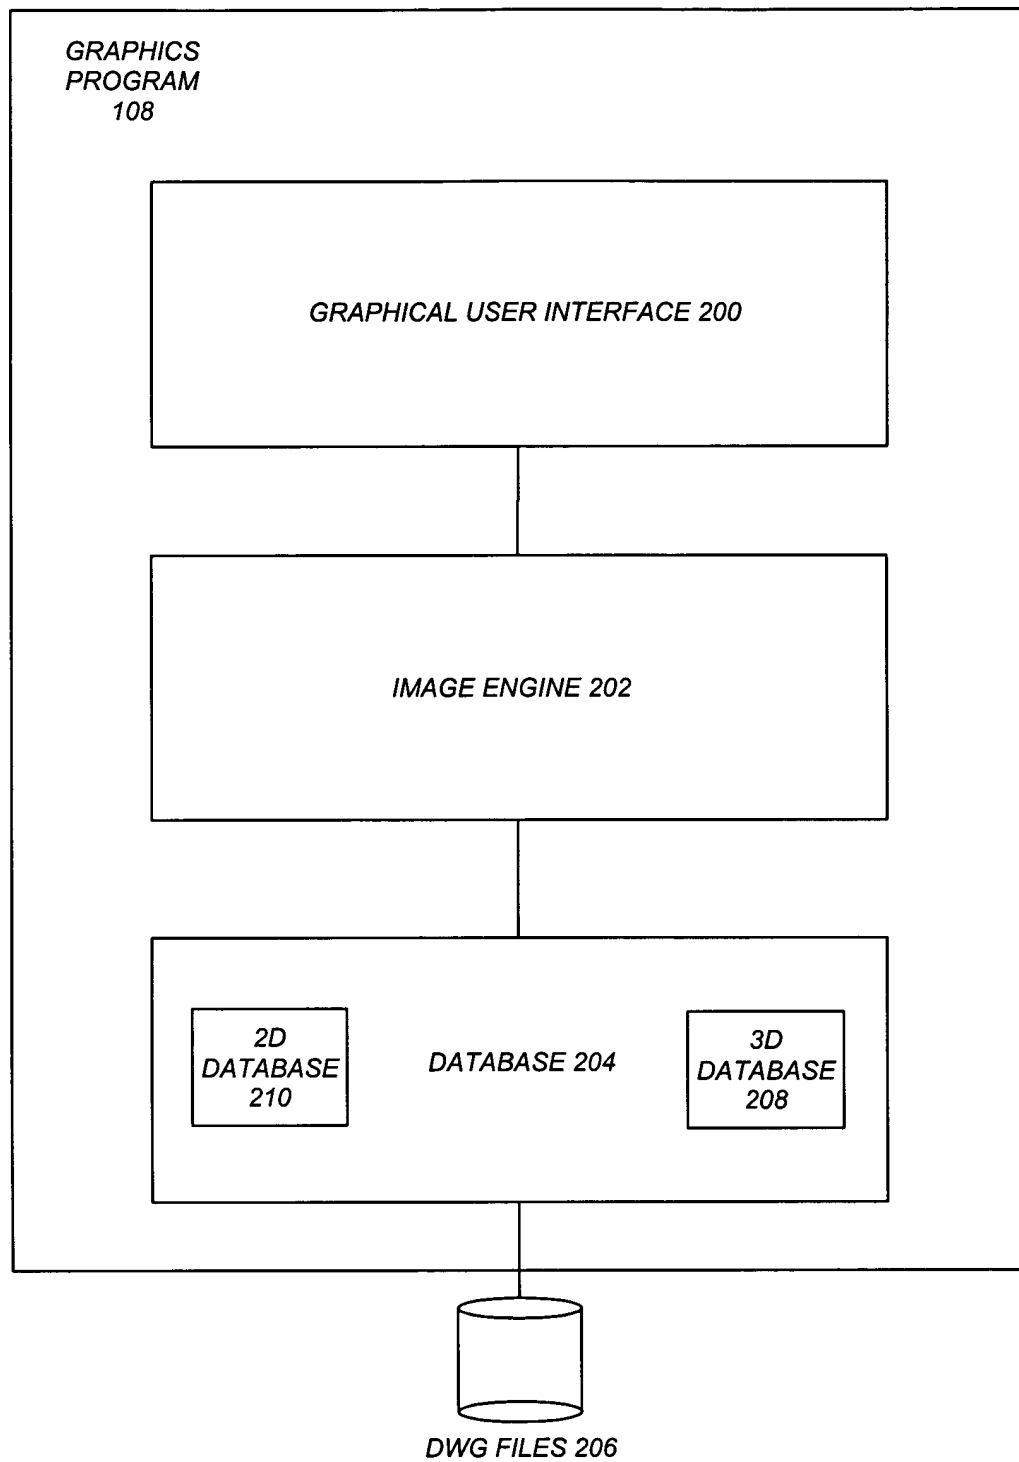 GRAPHICS
PROGRAM
108
GRAPHICAL USER INTERFACE 200
IMAGE ENGINE 202
2D
DATABASE
210
DATABASE 204
3D
DATABASE
208
DWG FILES 206